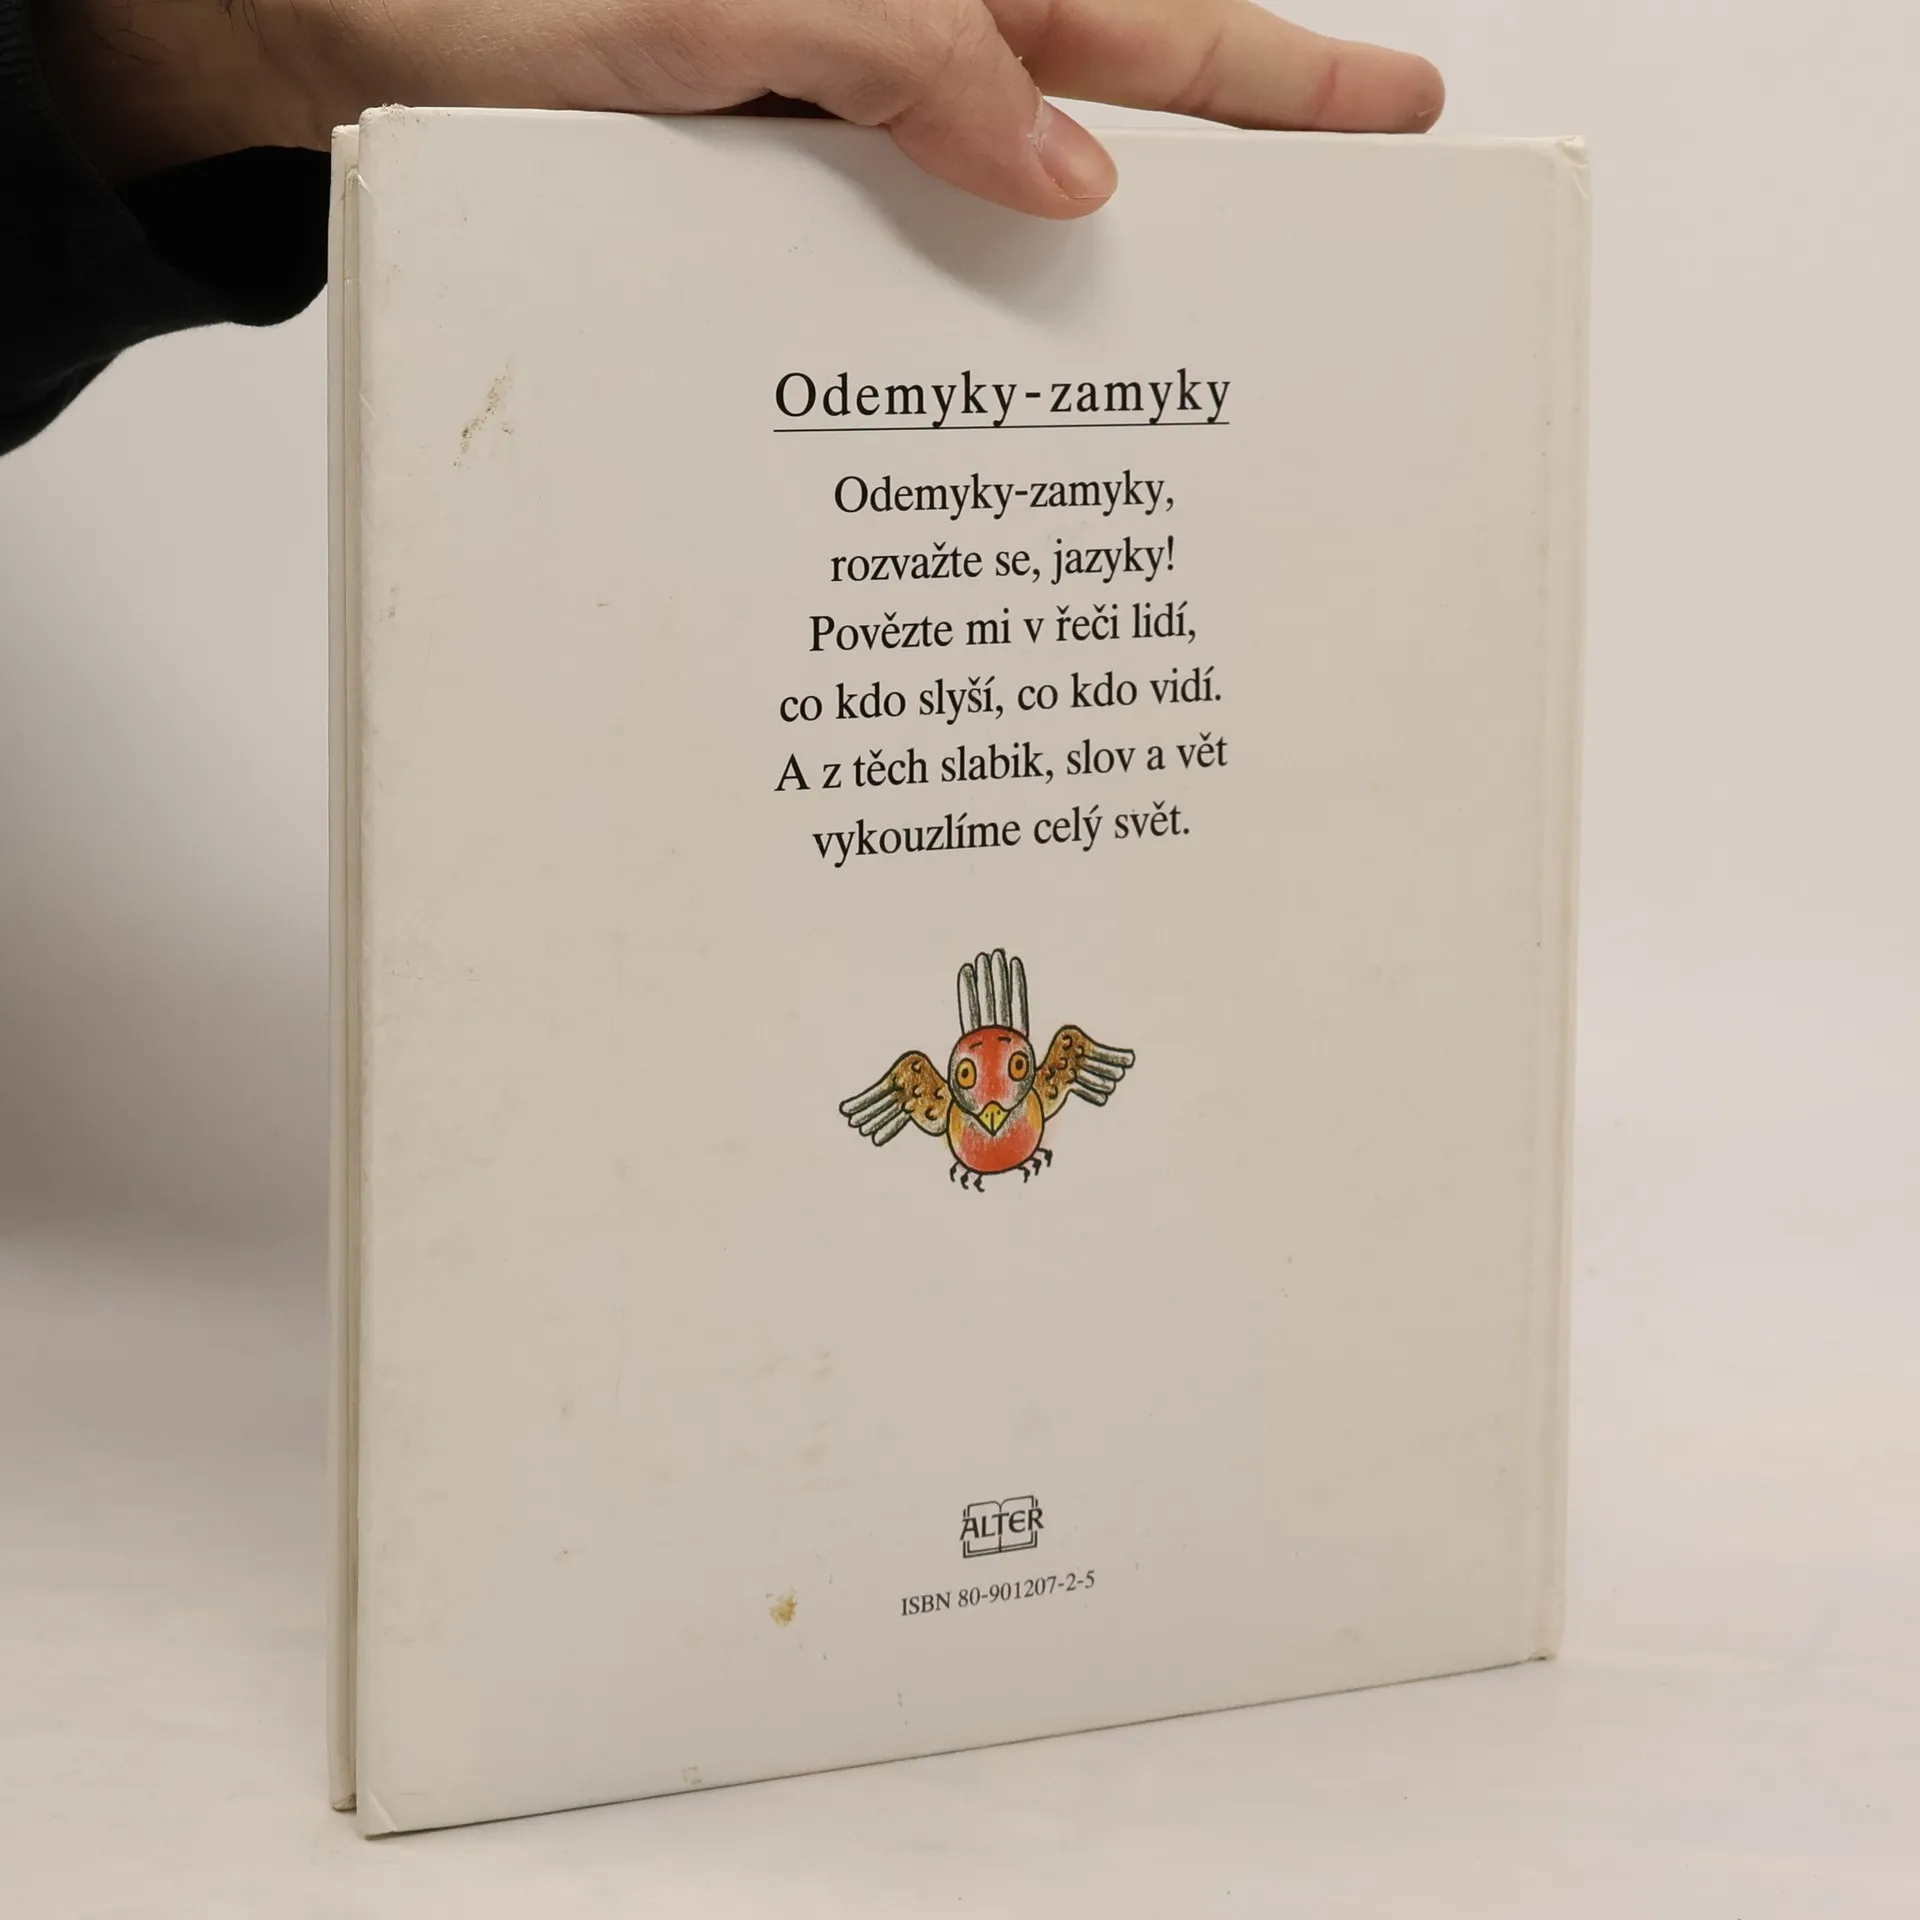 Odemyky-zamyky
Odemyky-zamyky,
rozvažte se, jazyky!
Povězte mi v řeči lidí,
co kdo slyší, co kdo vidí.
A z těch slabik, slov a vět
vykouzlíme celý svět.
ALTER
ISBN 80-901207-2-5